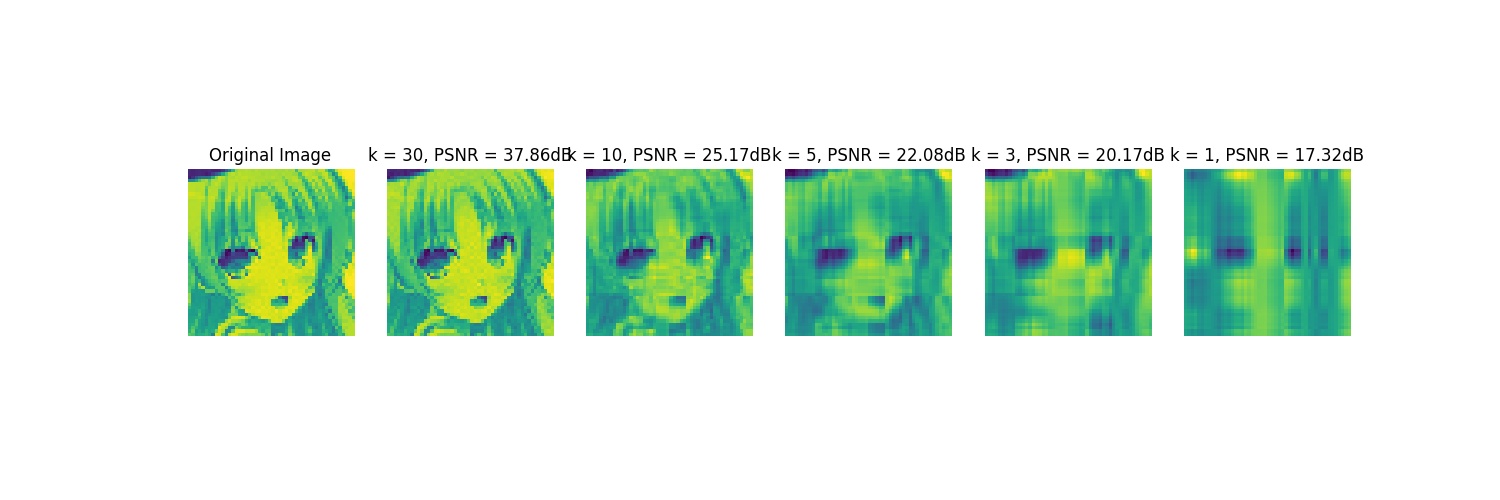 Original Image
k = 30, PSNR = 37.86dB
k = 10, PSNR = 25.17dB
k = 5, PSNR = 22.08dB
k = 3, PSNR = 20.17dB
k = 1, PSNR = 17.32dB